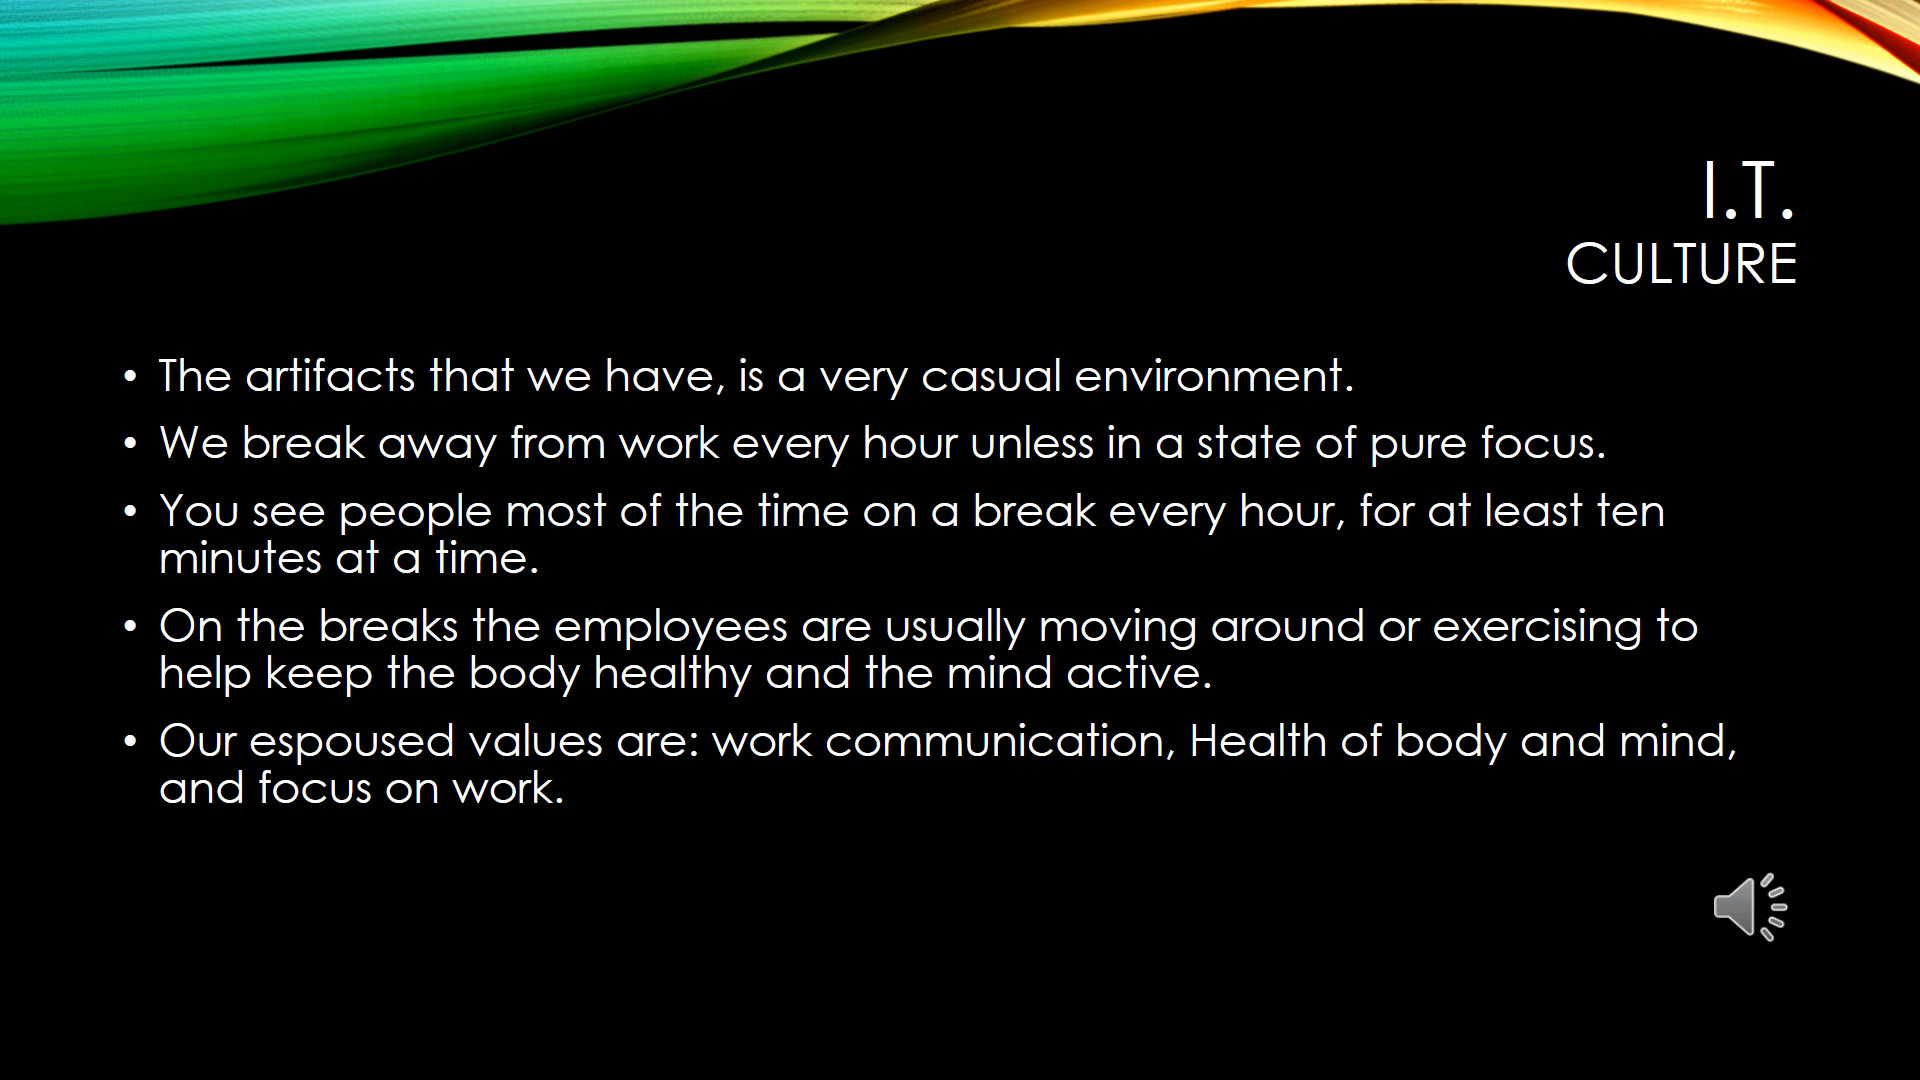 I.T.
CULTURE
• The artifacts that we have, is a very casual environment.
• We break away from work every hour unless in a state of pure focus.
• You see people most of the time on a break every hour, for at least ten
minutes at a time.
• On the breaks the employees are usually moving around or exercising to
help keep the body healthy and the mind active.
• Our espoused values are: work communication, Health of body and mind,
and focus on work.